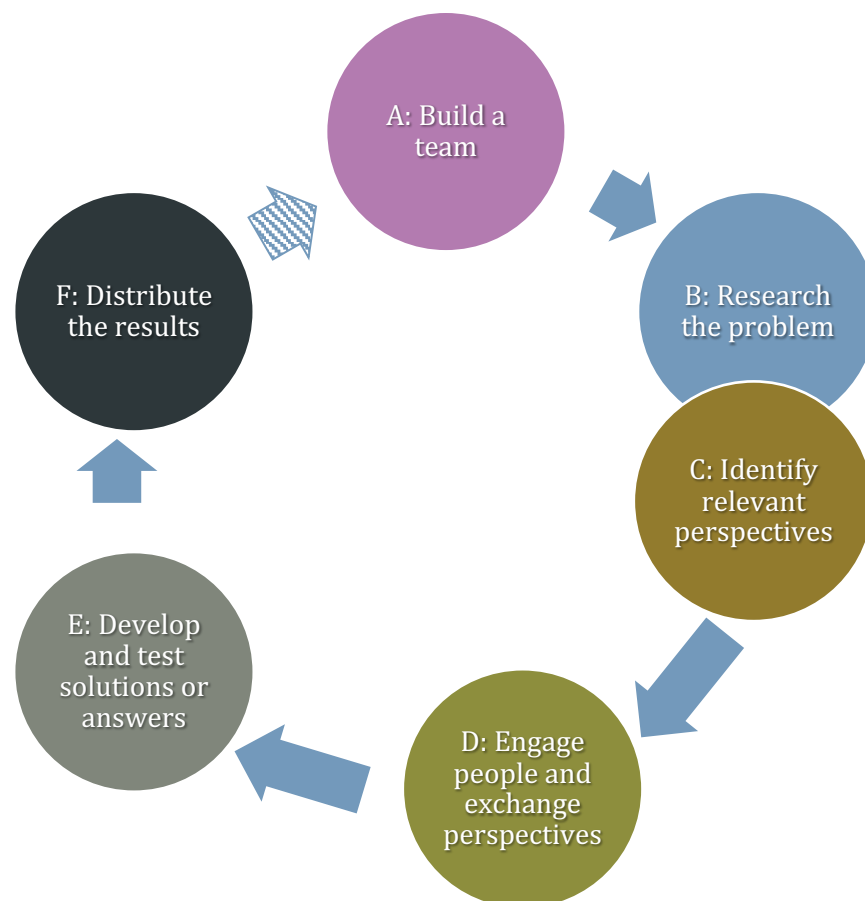 A: Build a
team
B: Research
the problem
C: Identify
relevant
perspectives
D: Engage
people and
exchange
perspectives
E: Develop
and test
solutions or
answers
F: Distribute
the results